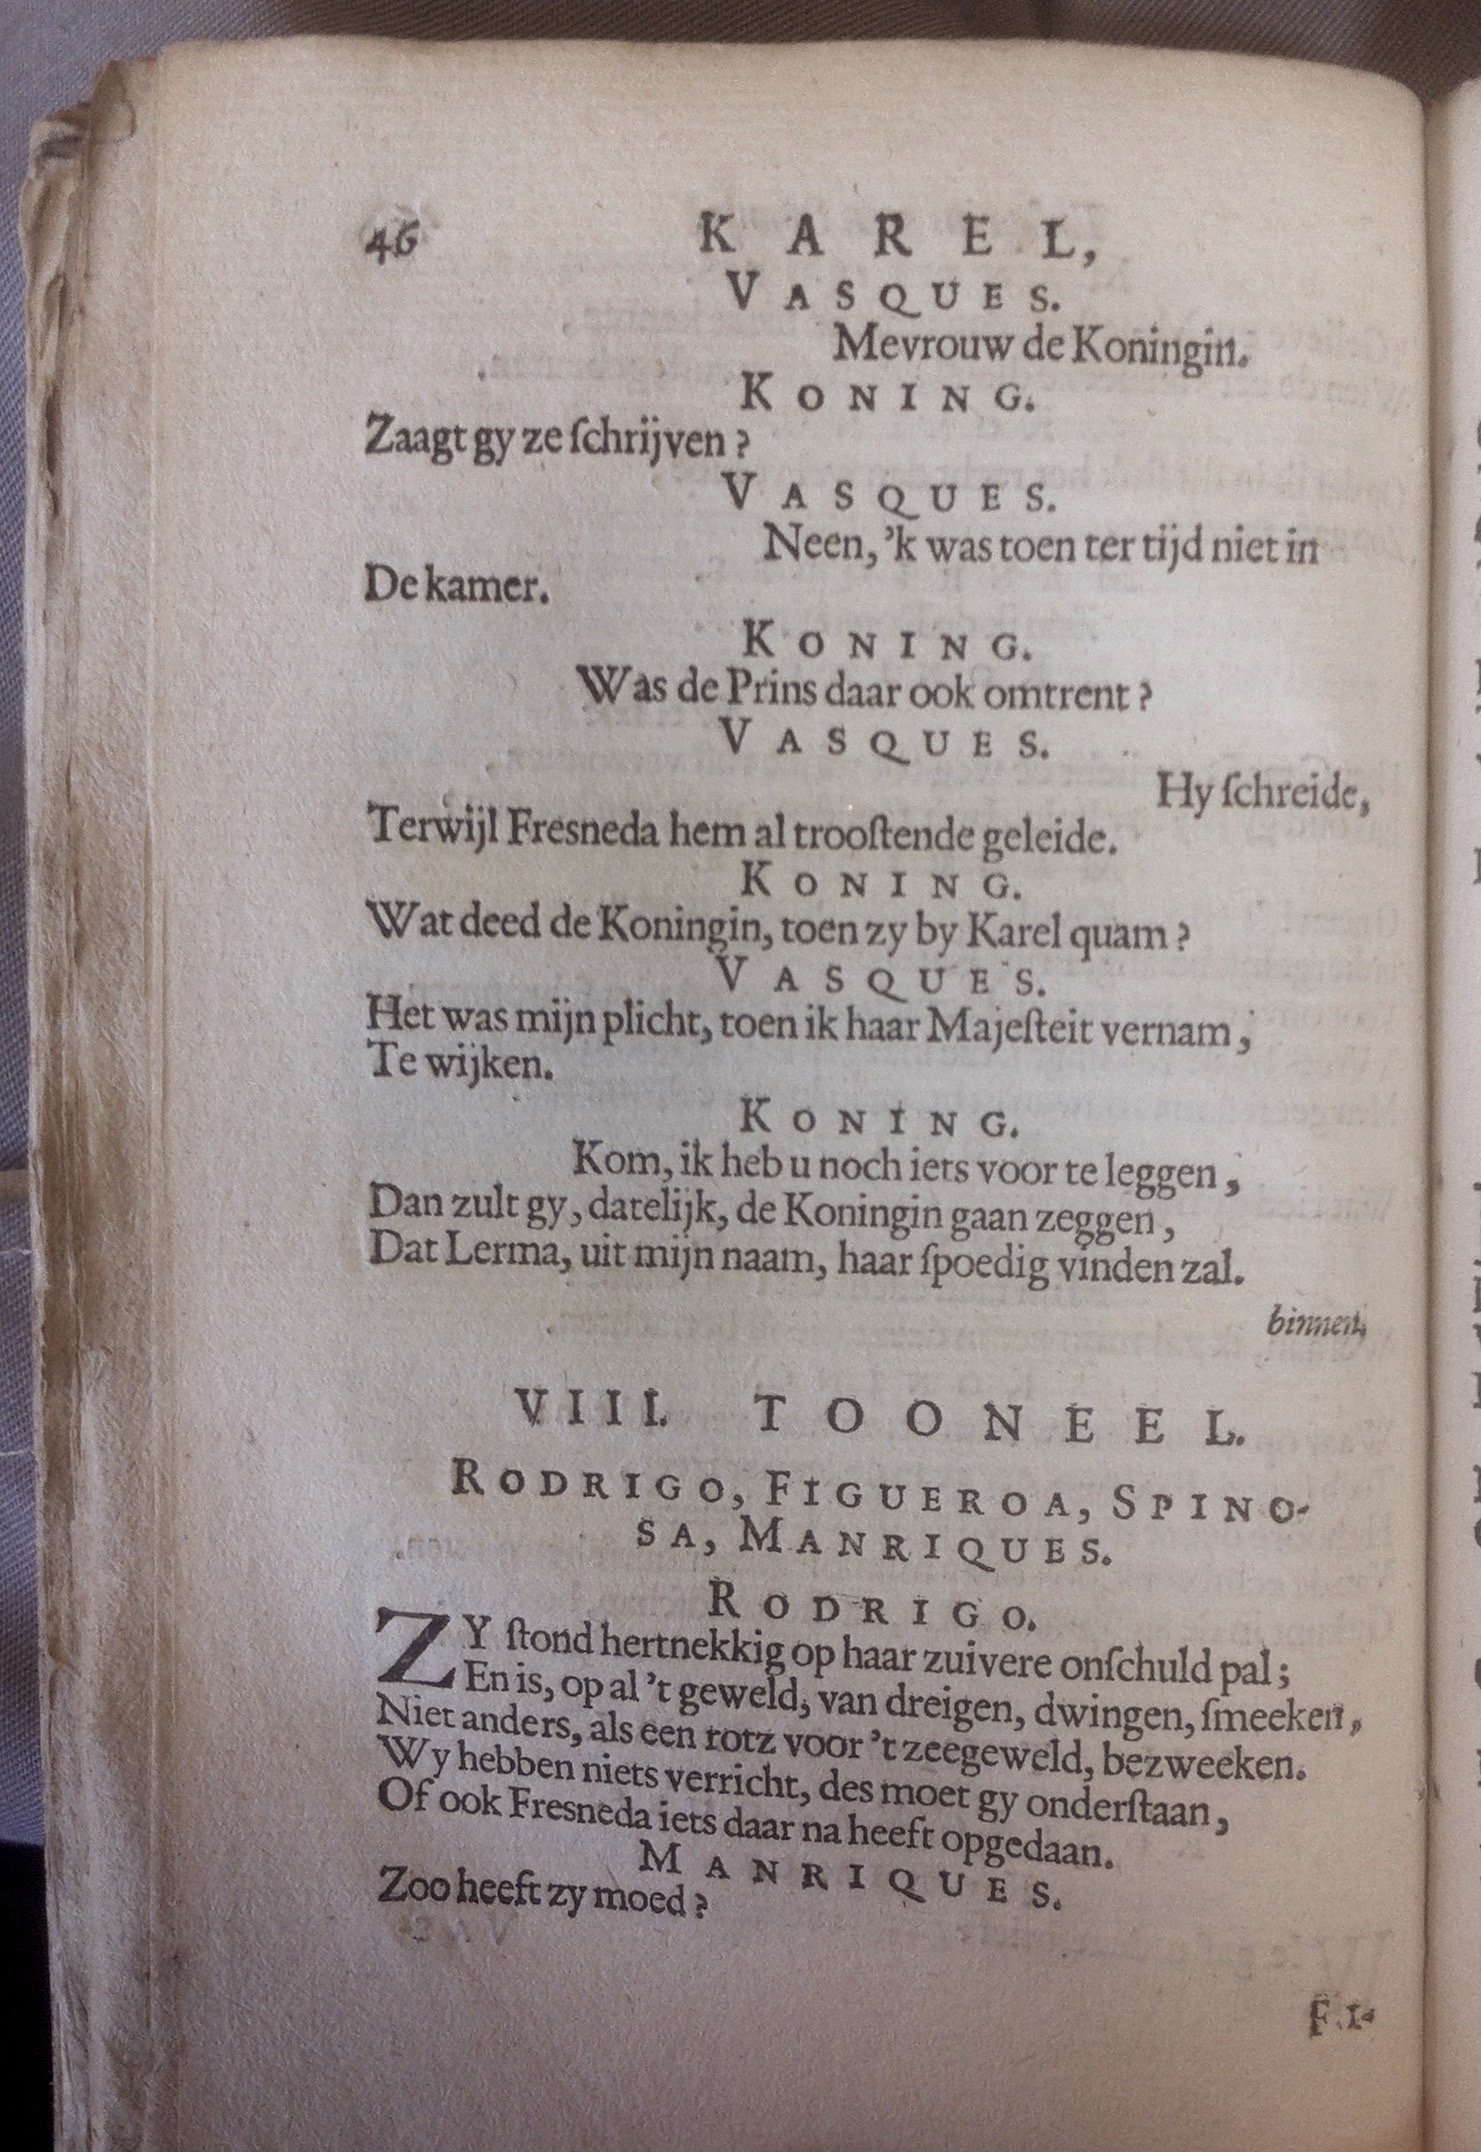 46 KAREL,
VASQUES.
Mevrouw de Koningin.
KONING.
Zaagt gy ze ſchrijven?
VASQUES.
Neen, 'k was toen ter tijd niet in
De kamer.
KONING.
Was de Prins daar ook omtrent?
VASQUES.
Hy ſchreide,
Terwijl Fresneda hem al trooſtende geleide.
KONING.
Wat deed de Koningin, toen zy by Karel quam?
VASQUES.
Het was mijn plicht, toen ik haar Majeſteit vernam,
Te wijken.
KONING.
Kom, ik heb u noch iets voor te leggen,
Dan zult gy, datelijk, de Koningin gaan zeggen,
Dat Lerma, uit mijn naam, haar ſpoedig vinden zal.
binnen.
VIII. TOONEEL.
RODRIGO, FIGUEROA, SPINO-
SA, MANRIQUES.
RODRIGO.
ZY ſtond hertnekkig op haar zuivere onſchuld pal;
En is, op al 't geweld, van dreigen, dwingen, ſmeeken,
Niet anders, als een rotz voor 't zeegeweld, bezweeken.
Wy hebben niets verricht, des moet gy onderſtaan,
Of ook Fresneda iets daar na heeft opgedaan.
MANRIQUES.
Zoo heeft zy moed?
FI-